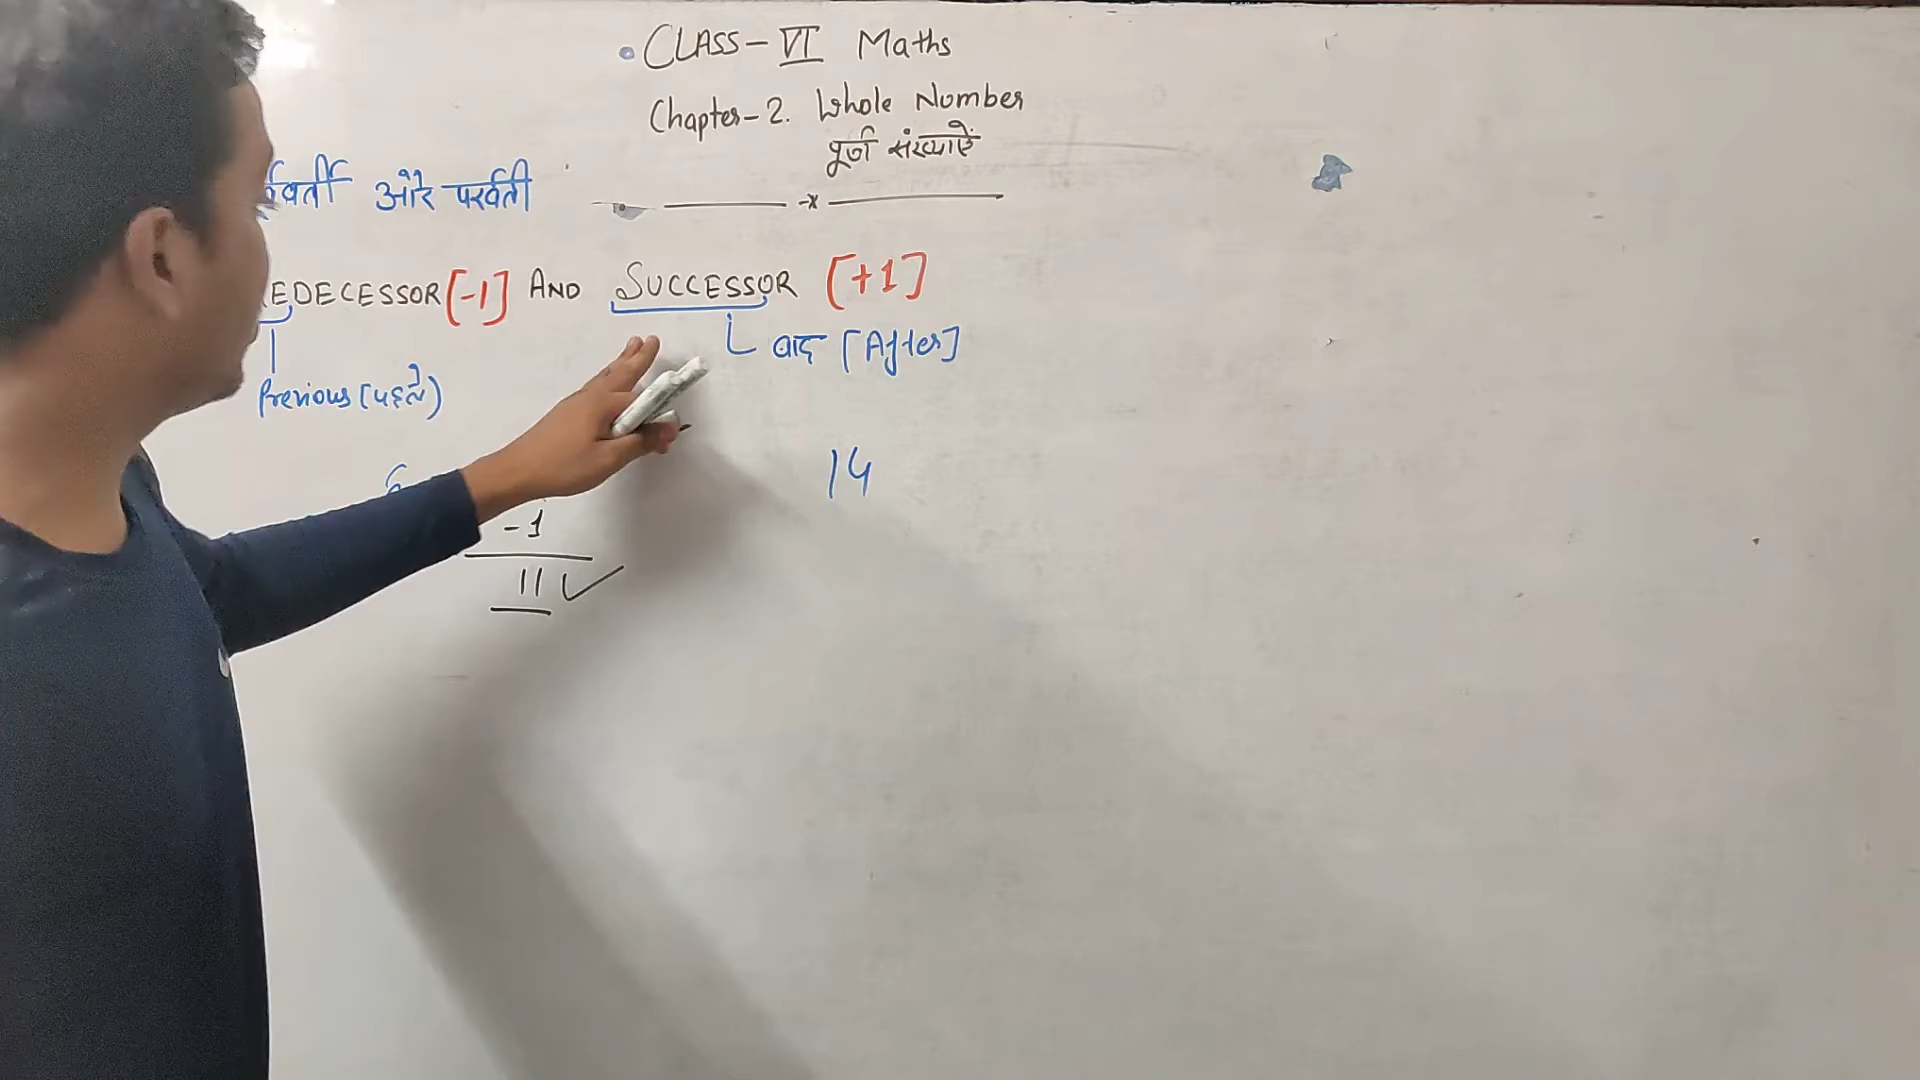 • CLASS - VI Maths
Chapter - 2. Whole Number
पूर्ण संख्याऐं
और परवर्ती
x
EDECESSOR [-1] AND SUCCESSOR [+1]
बाद [After]
Previous (पहले)
6
14
-1
11 ✓